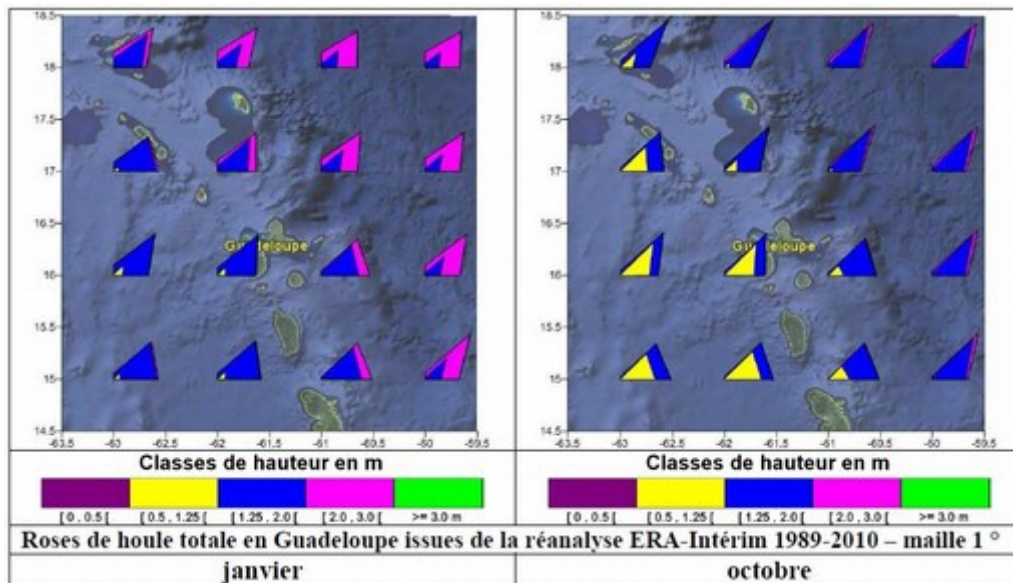 18.5
18
17.5
17
16.5
16
15.5
15
14.5
-63.5 -63 -62.5 -62 -61.5 -61 -60.5 -60 -59.5
Guadeloupe
Classes de hauteur en m
[ 0 , 0.5 [ [ 0.5 , 1.25 [ [ 1.25 , 2.0 [ [ 2.0 , 3.0 [ >= 3.0 m
18.5
18
17.5
17
16.5
16
15.5
15
14.5
-63.5 -63 -62.5 -62 -61.5 -61 -60.5 -60 -59.5
Guadeloupe
Classes de hauteur en m
[ 0 , 0.5 [ [ 0.5 , 1.25 [ [ 1.25 , 2.0 [ [ 2.0 , 3.0 [ >= 3.0 m
Roses de houle totale en Guadeloupe issues de la réanalyse ERA-Intérim 1989-2010 – maille 1 °
janvier octobre